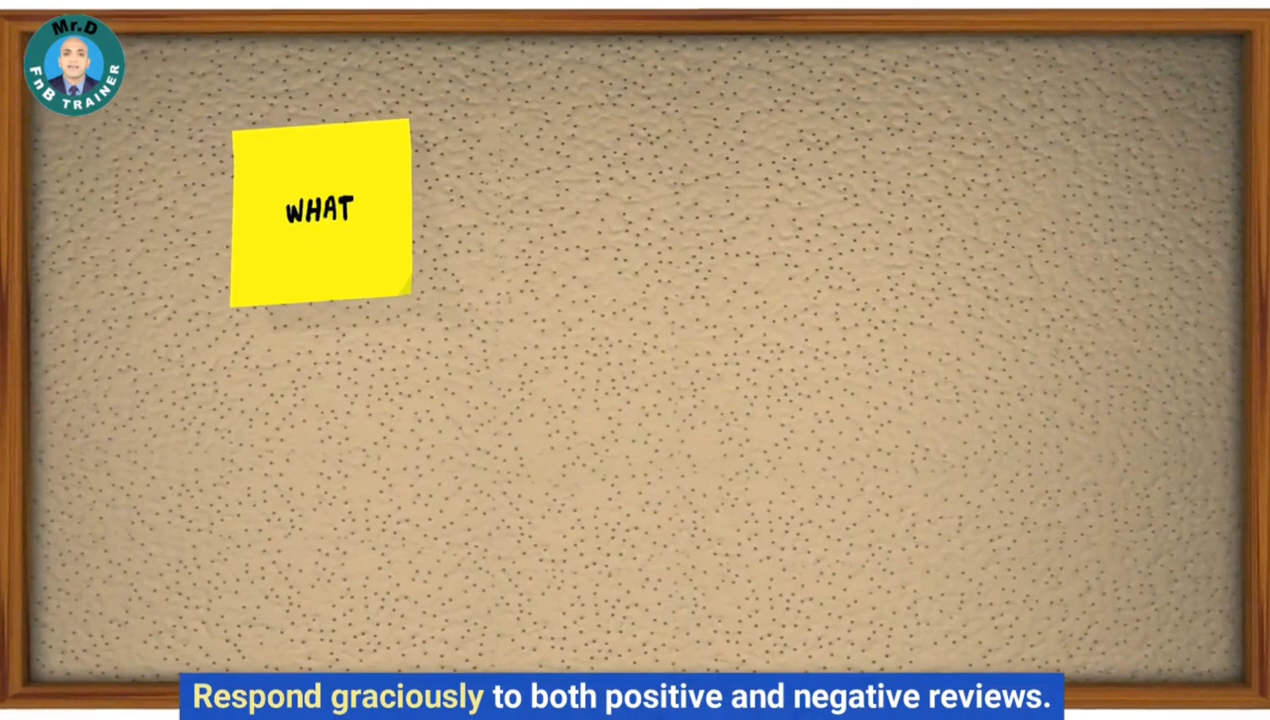 Mr.D
FnB TRAINER
WHAT
Respond graciously to both positive and negative reviews.